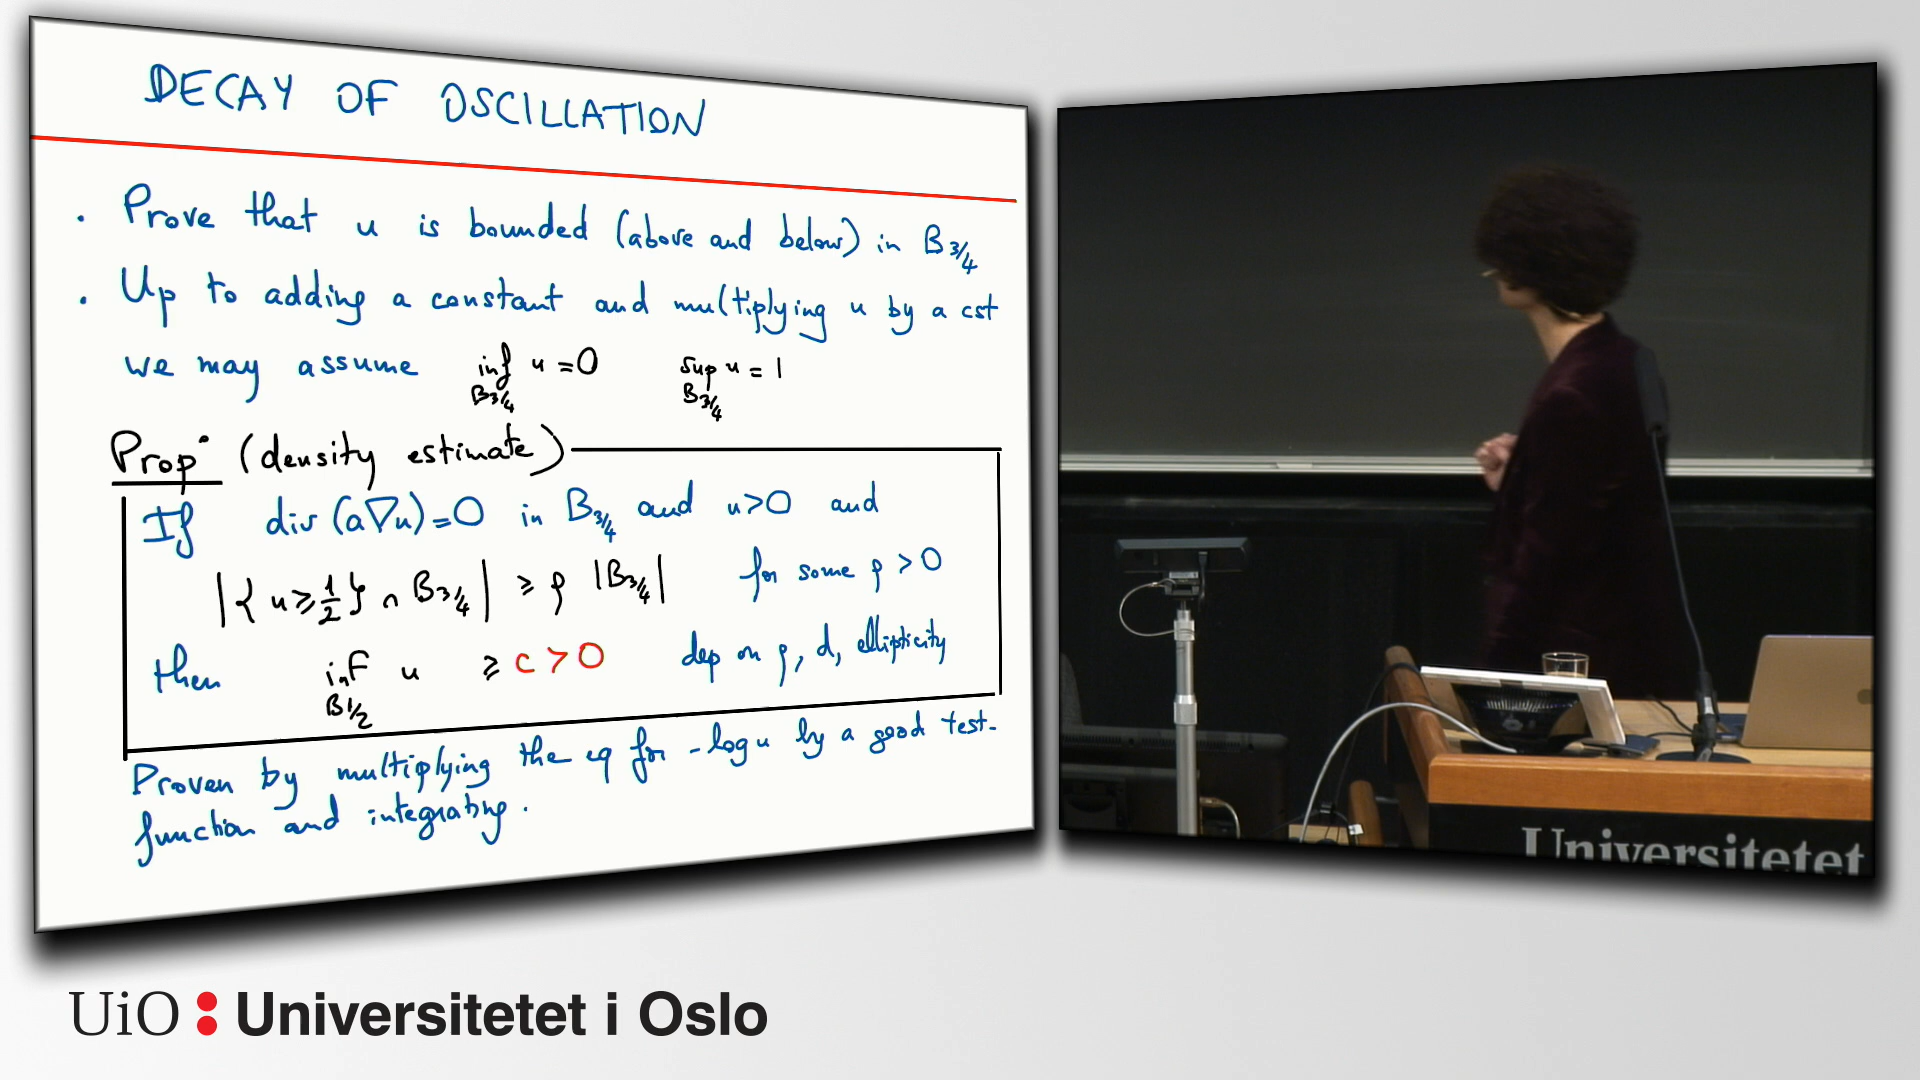 DECAY OF OSCILLATION
. Prove that u is bounded (above and below) in B3/4
. Up to adding a constant and multiplying u by a cst
we may assume inf u = 0 sup u = 1
B3/4 B3/4
Prop° (density estimate)
If div (a∇u) = 0 in B3/4 and u>0 and
|{ u ≥ 1/2 } ∩ B3/4 | ≥ ρ |B3/4| for some ρ > 0
then inf u ≥ c > 0 dep on ρ, d, ellipticity
B1/2
Proven by multiplying the eq for -log u by a good test-
function and integrating.
Universitetet
UiO : Universitetet i Oslo